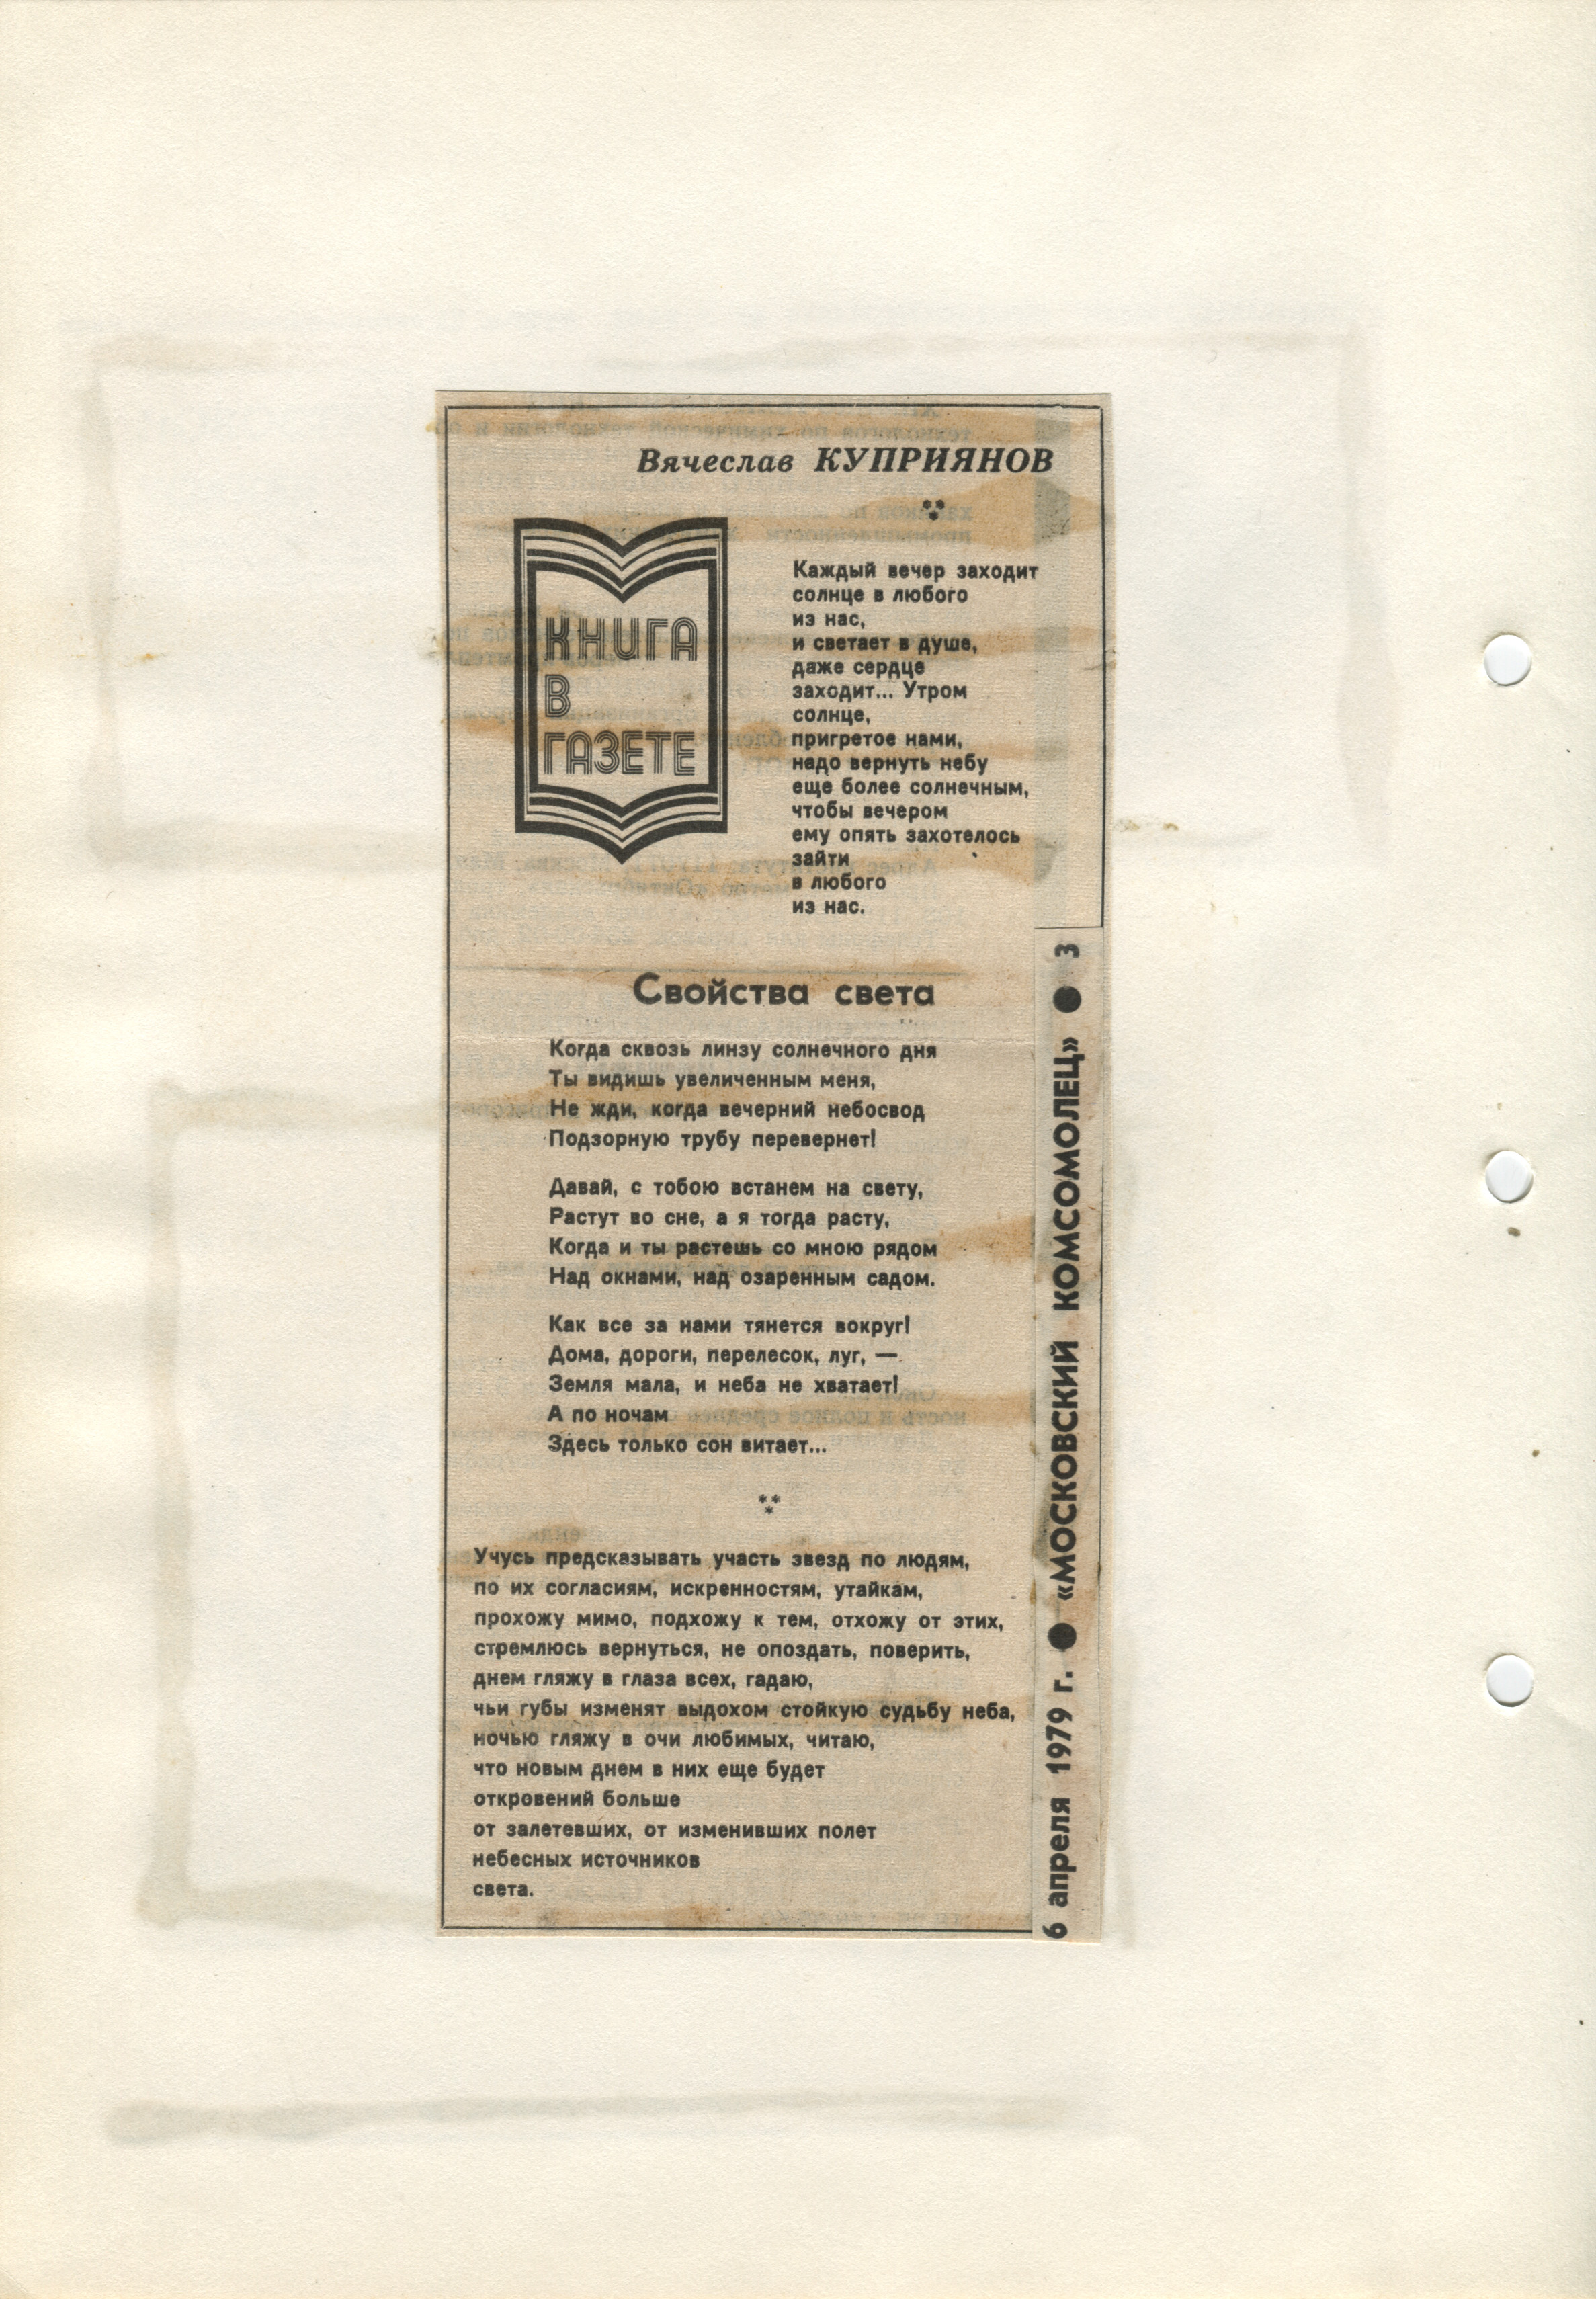 Вячеслав КУПРИЯНОВ
КНИГА
В
ГАЗЕТЕ
***
Каждый вечер заходит
солнце в любого
из нас,
и светает в душе,
даже сердце
заходит... Утром
солнце,
пригретое нами,
надо вернуть небу
еще более солнечным,
чтобы вечером
ему опять захотелось
зайти
в любого
из нас.
Свойства света
Когда сквозь линзу солнечного дня
Ты видишь увеличенным меня,
Не жди, когда вечерний небосвод
Подзорную трубу перевернет!
Давай, с тобою встанем на свету,
Растут во сне, а я тогда расту,
Когда и ты растешь со мною рядом
Над окнами, над озаренным садом.
Как все за нами тянется вокруг!
Дома, дороги, перелесок, луг, —
Земля мала, и неба не хватает!
А по ночам
Здесь только сон витает...
***
Учусь предсказывать участь звезд по людям,
по их согласиям, искренностям, утайкам,
прохожу мимо, подхожу к тем, отхожу от этих,
стремлюсь вернуться, не опоздать, поверить,
днем гляжу в глаза всех, гадаю,
чьи губы изменят выдохом стойкую судьбу неба,
ночью гляжу в очи любимых, читаю,
что новым днем в них еще будет
откровений больше
от залетевших, от изменивших полет
небесных источников
света.
6 апреля 1979 г. ● «МОСКОВСКИЙ КОМСОМОЛЕЦ» ● 3